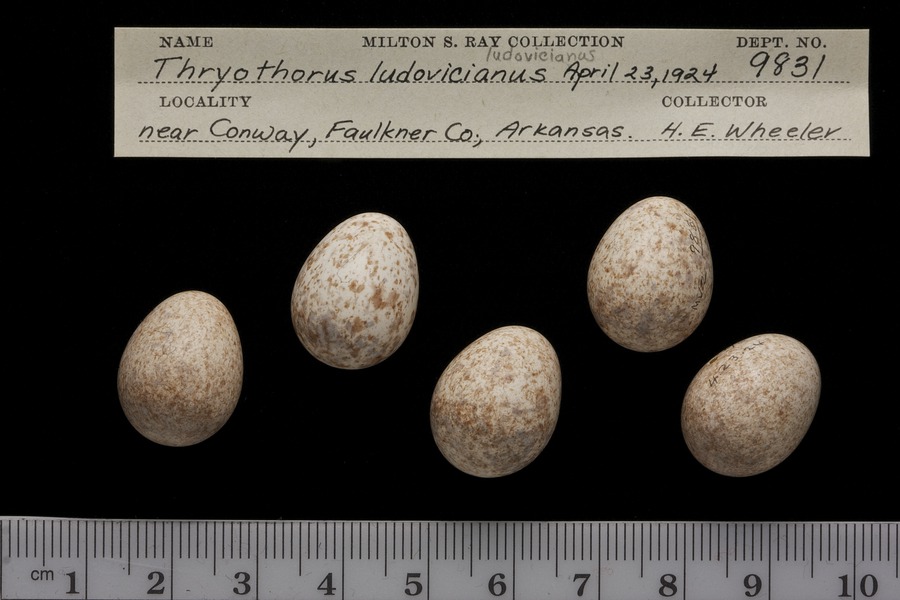 NAME MILTON S. RAY COLLECTION DEPT. NO.
ludovicianus
Thryothorus ludovicianus April 23, 1924 9831
LOCALITY COLLECTOR
near Conway, Faulkner Co., Arkansas. H. E. Wheeler
cm 1 2 3 4 5 6 7 8 9 10